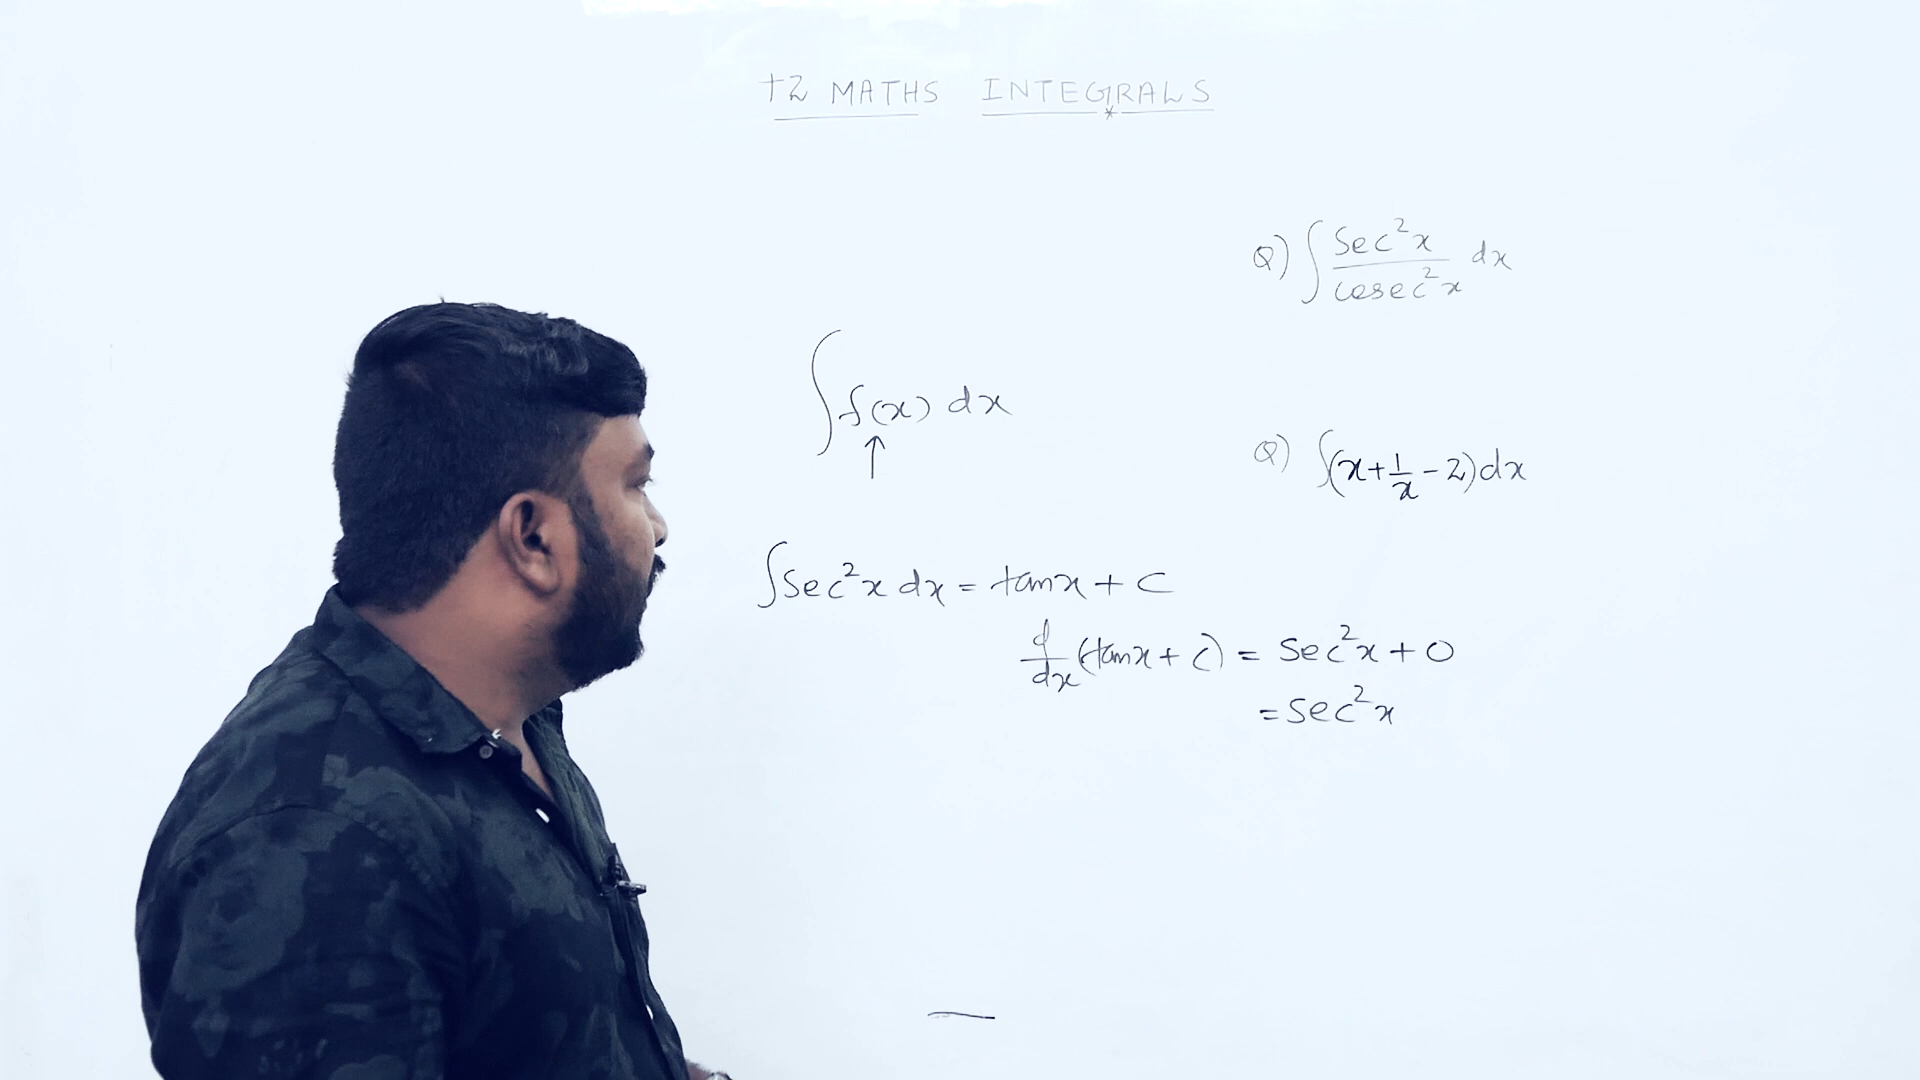 +2 MATHS INTEGRALS
Q) ∫ Sec²x / cosec²x dx
∫f(x) dx
↑
Q) ∫(x+1/x-2)dx
∫Sec²x dx = tanx + C
d/dx (tanx + C) = Sec²x + 0
= Sec²x